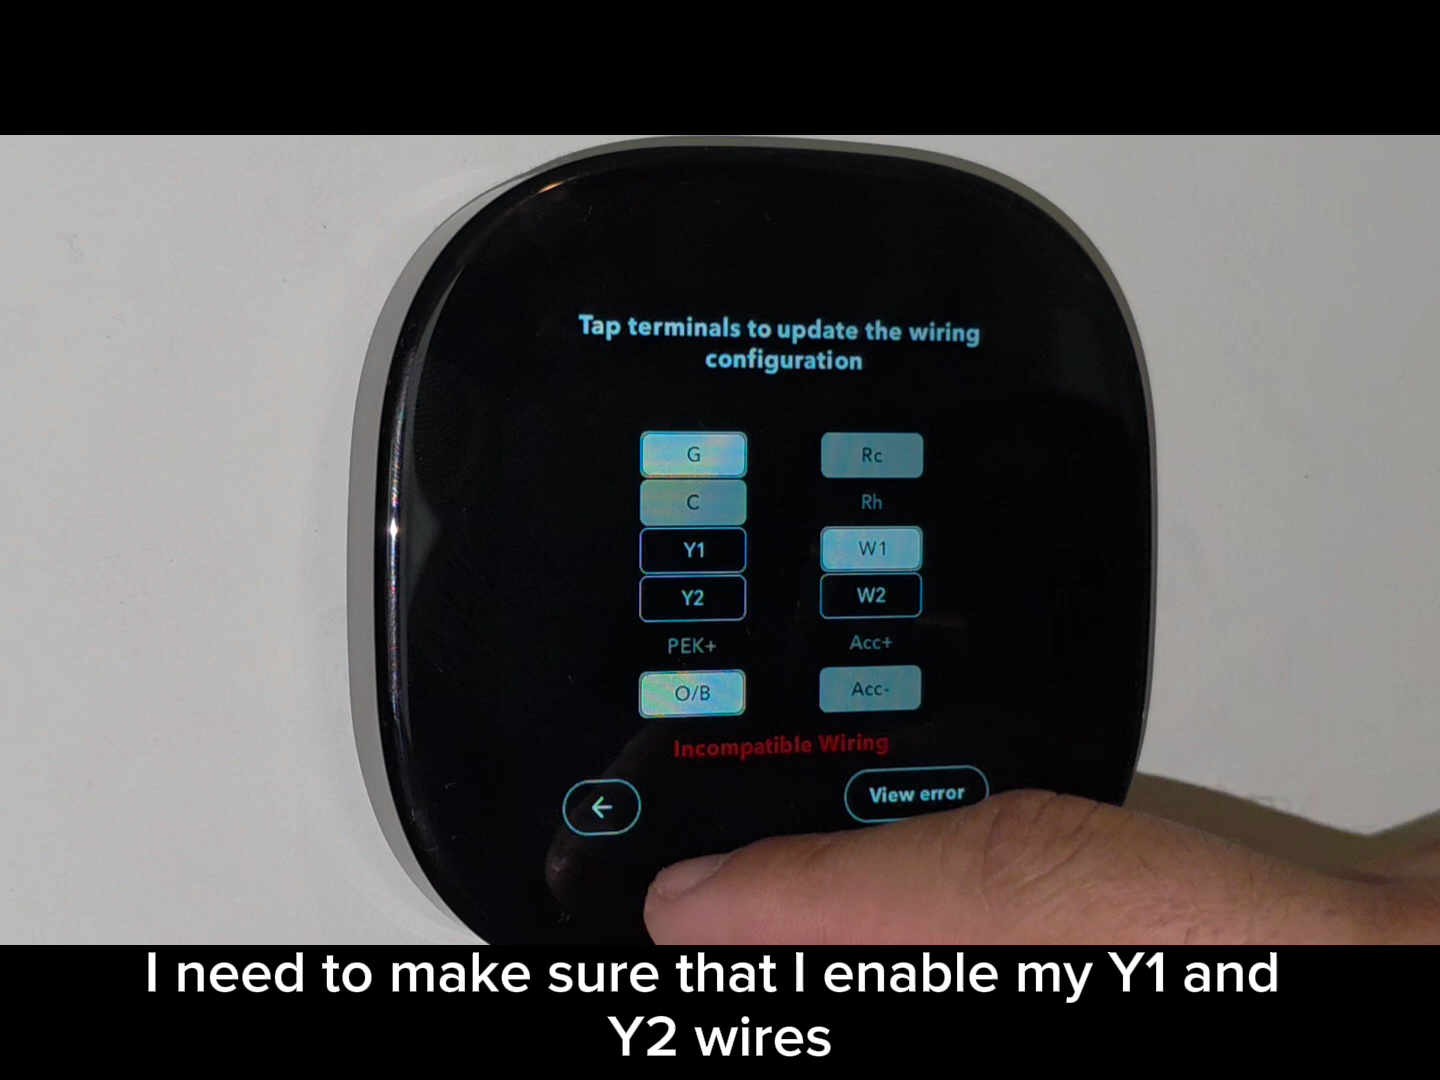 Tap terminals to update the wiring
configuration
G Rc
C Rh
Y1 W1
Y2 W2
PEK+ Acc+
O/B Acc-
Incompatible Wiring
← View error
I need to make sure that I enable my Y1 and
Y2 wires